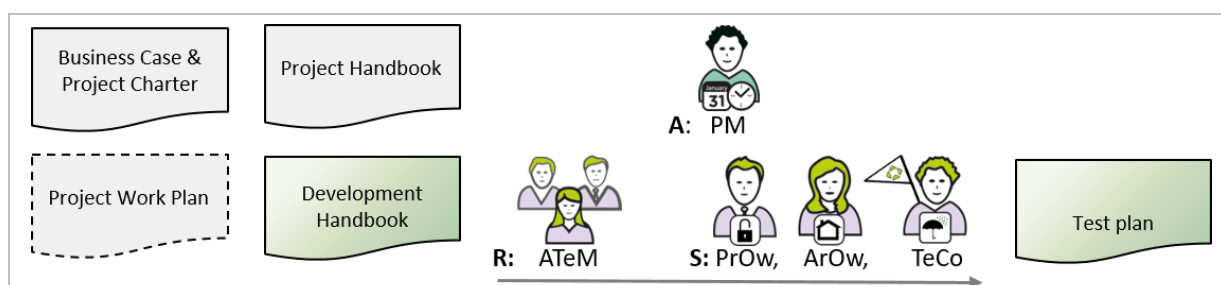 Business Case &
Project Charter
Project Handbook
January
31
A: PM
Project Work Plan
Development
Handbook
R: ATeM
S: PrOw, ArOw, TeCo
Test plan